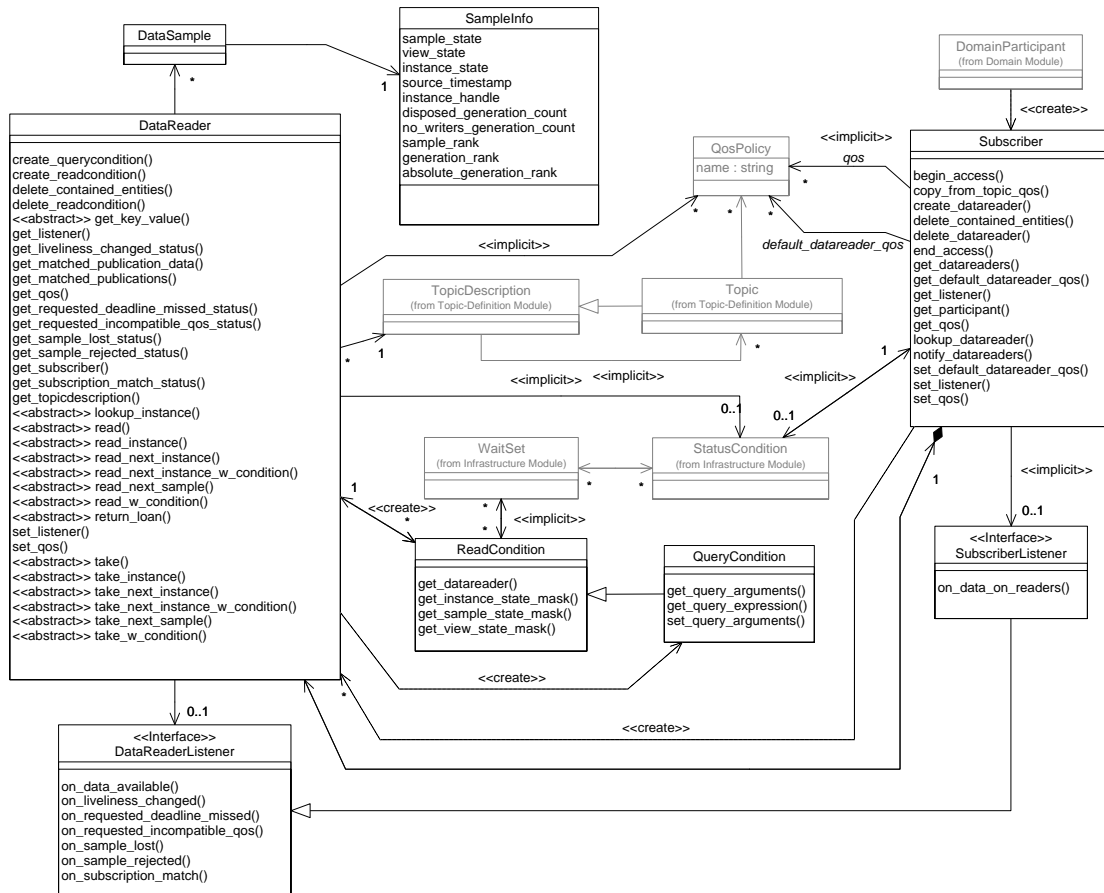 DataSample
*
SampleInfo
sample_state
view_state
instance_state
source_timestamp
instance_handle
disposed_generation_count
no_writers_generation_count
sample_rank
generation_rank
absolute_generation_rank
1
DomainParticipant
(from Domain Module)
<<create>>
DataReader
create_querycondition()
create_readcondition()
delete_contained_entities()
delete_readcondition()
<<abstract>> get_key_value()
get_listener()
get_liveliness_changed_status()
get_matched_publication_data()
get_matched_publications()
get_qos()
get_requested_deadline_missed_status()
get_requested_incompatible_qos_status()
get_sample_lost_status()
get_sample_rejected_status()
get_subscriber()
get_subscription_match_status()
get_topicdescription()
<<abstract>> lookup_instance()
<<abstract>> read()
<<abstract>> read_instance()
<<abstract>> read_next_instance()
<<abstract>> read_next_instance_w_condition()
<<abstract>> read_next_sample()
<<abstract>> read_w_condition()
<<abstract>> return_loan()
set_listener()
set_qos()
<<abstract>> take()
<<abstract>> take_instance()
<<abstract>> take_next_instance()
<<abstract>> take_next_instance_w_condition()
<<abstract>> take_next_sample()
<<abstract>> take_w_condition()
QosPolicy
name : string
<<implicit>>
qos
*
*
*
*
default_datareader_qos
<<implicit>>
Subscriber
begin_access()
copy_from_topic_qos()
create_datareader()
delete_contained_entities()
delete_datareader()
end_access()
get_datareaders()
get_default_datareader_qos()
get_listener()
get_participant()
get_qos()
lookup_datareader()
notify_datareaders()
set_default_datareader_qos()
set_listener()
set_qos()
TopicDescription
(from Topic-Definition Module)
Topic
(from Topic-Definition Module)
*
1
*
<<implicit>>
<<implicit>>
<<implicit>>
1
0..1
0..1
WaitSet
(from Infrastructure Module)
StatusCondition
(from Infrastructure Module)
*
*
1
<<create>>
*
*
*
<<implicit>>
ReadCondition
get_datareader()
get_instance_state_mask()
get_sample_state_mask()
get_view_state_mask()
QueryCondition
get_query_arguments()
get_query_expression()
set_query_arguments()
1
<<implicit>>
0..1
<<Interface>>
SubscriberListener
on_data_on_readers()
<<create>>
*
<<create>>
0..1
<<Interface>>
DataReaderListener
on_data_available()
on_liveliness_changed()
on_requested_deadline_missed()
on_requested_incompatible_qos()
on_sample_lost()
on_sample_rejected()
on_subscription_match()